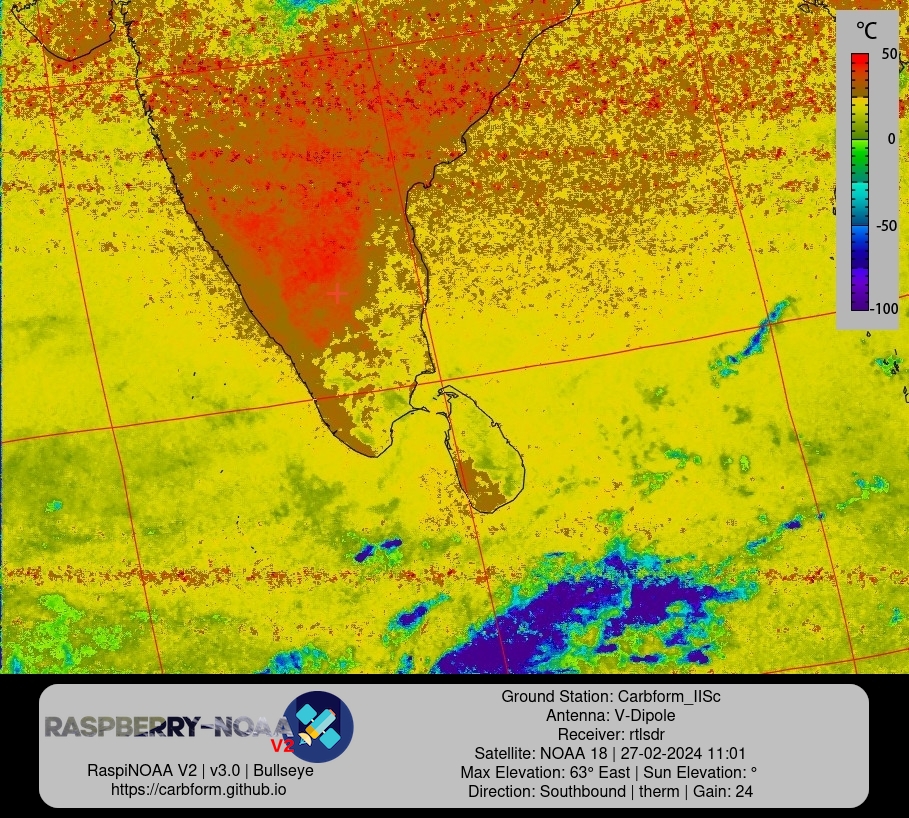 °C
50
0
-50
-100
RASPBERRY-NOAA
V2
RaspiNOAA V2 | v3.0 | Bullseye
https://carbform.github.io
Ground Station: Carbform_IISc
Antenna: V-Dipole
Receiver: rtlsdr
Satellite: NOAA 18 | 27-02-2024 11:01
Max Elevation: 63° East | Sun Elevation: °
Direction: Southbound | therm | Gain: 24